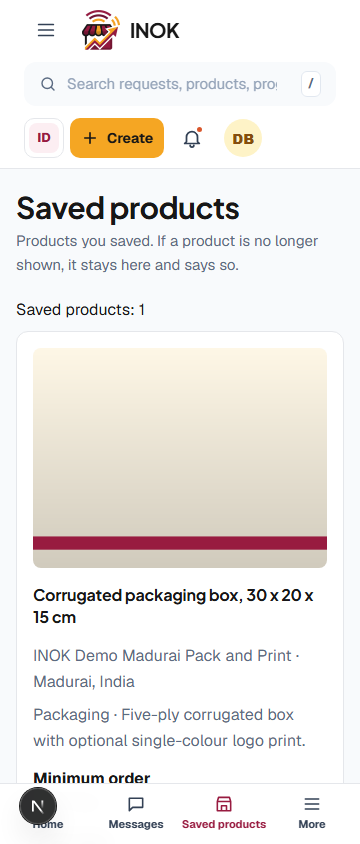 INOK
Search requests, products, pro
/
ID
+ Create
DB
Saved products
Products you saved. If a product is no longer
shown, it stays here and says so.
Saved products: 1
Corrugated packaging box, 30 x 20 x
15 cm
INOK Demo Madurai Pack and Print ·
Madurai, India
Packaging · Five-ply corrugated box
with optional single-colour logo print.
Minimum order
N
Home
Messages
Saved products
More